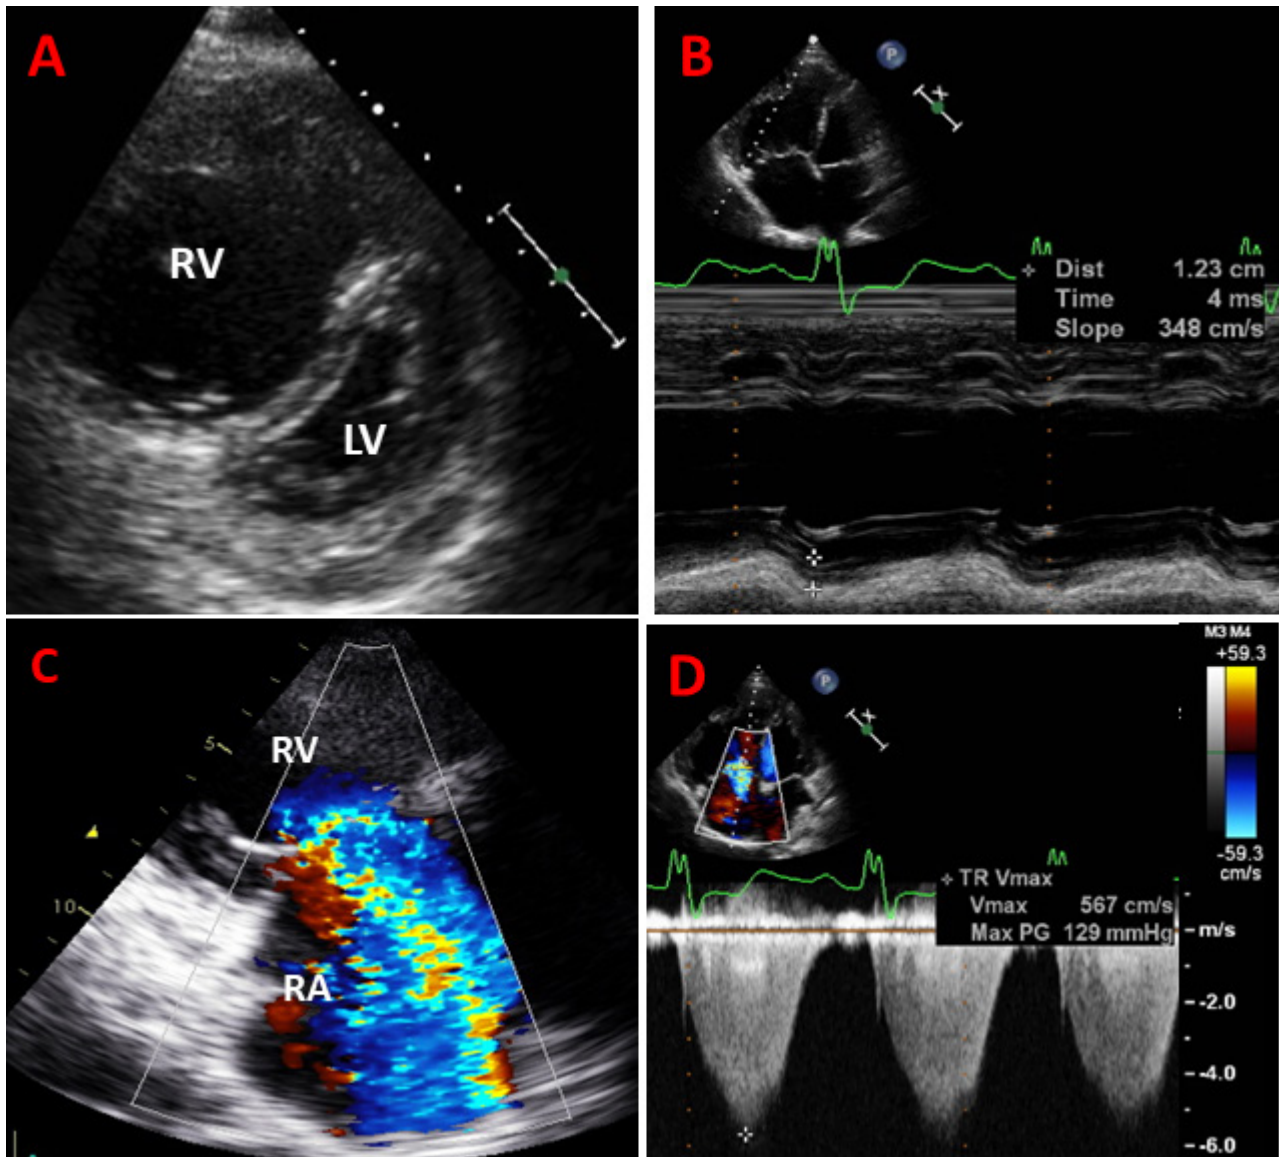 A
RV
LV
B
P
X
Dist 1.23 cm
Time 4 ms
Slope 348 cm/s
C
RV
5
10
RA
D
P
X
M3 M4
+59.3
-59.3
cm/s
TR Vmax
Vmax 567 cm/s
Max PG 129 mmHg
m/s
-2.0
-4.0
-6.0